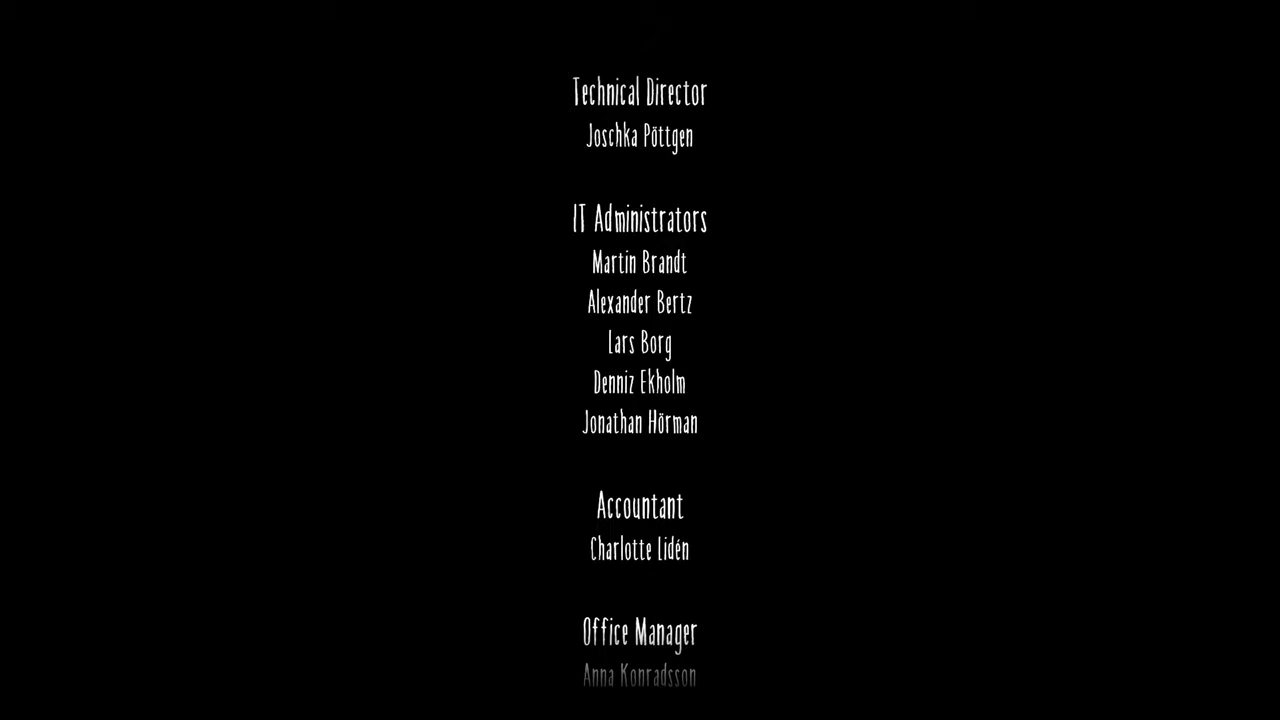 Technical Director
Joschka Pöttgen
IT Administrators
Martin Brandt
Alexander Bertz
Lars Borg
Denniz Ekholm
Jonathan Hörman
Accountant
Charlotte Lidén
Office Manager
Anna Konradsson